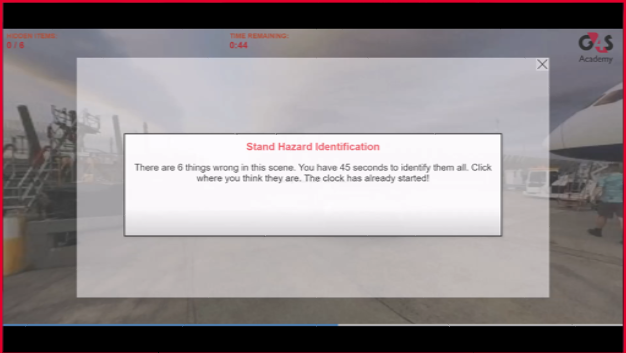 HIDDEN ITEMS:
0 / 6
TIME REMAINING:
0:44
G4S
Academy
Stand Hazard Identification
There are 6 things wrong in this scene. You have 45 seconds to identify them all. Click
where you think they are. The clock has already started!